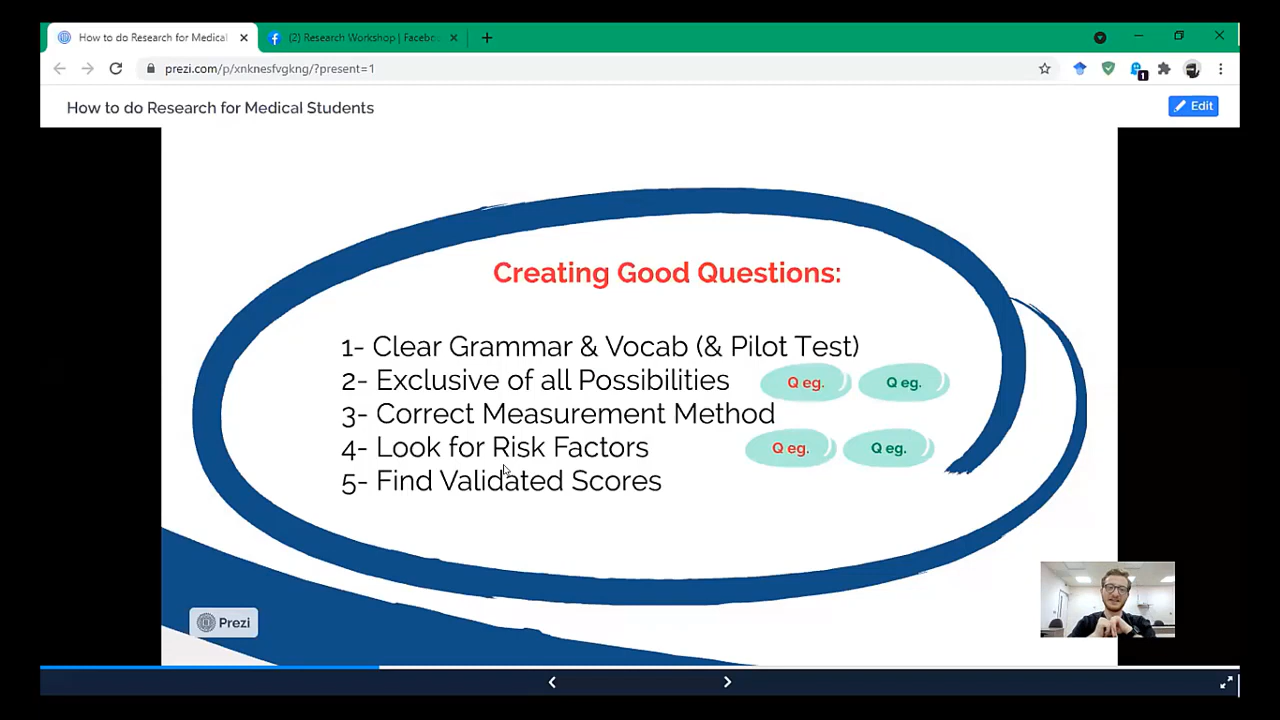 How to do Research for Medical
(2) Research Workshop | Facebo
prezi.com/p/xnknesfvgkng/?present=1
1
How to do Research for Medical Students
Edit
Creating Good Questions:
1- Clear Grammar & Vocab (& Pilot Test)
2- Exclusive of all Possibilities Q eg. Q eg.
3- Correct Measurement Method
4- Look for Risk Factors Q eg. Q eg.
5- Find Validated Scores
Prezi